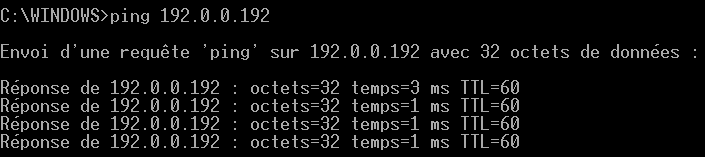 C:\WINDOWS>ping 192.0.0.192
Envoi d'une requête 'ping' sur 192.0.0.192 avec 32 octets de données :
Réponse de 192.0.0.192 : octets=32 temps=3 ms TTL=60
Réponse de 192.0.0.192 : octets=32 temps=1 ms TTL=60
Réponse de 192.0.0.192 : octets=32 temps=1 ms TTL=60
Réponse de 192.0.0.192 : octets=32 temps=1 ms TTL=60